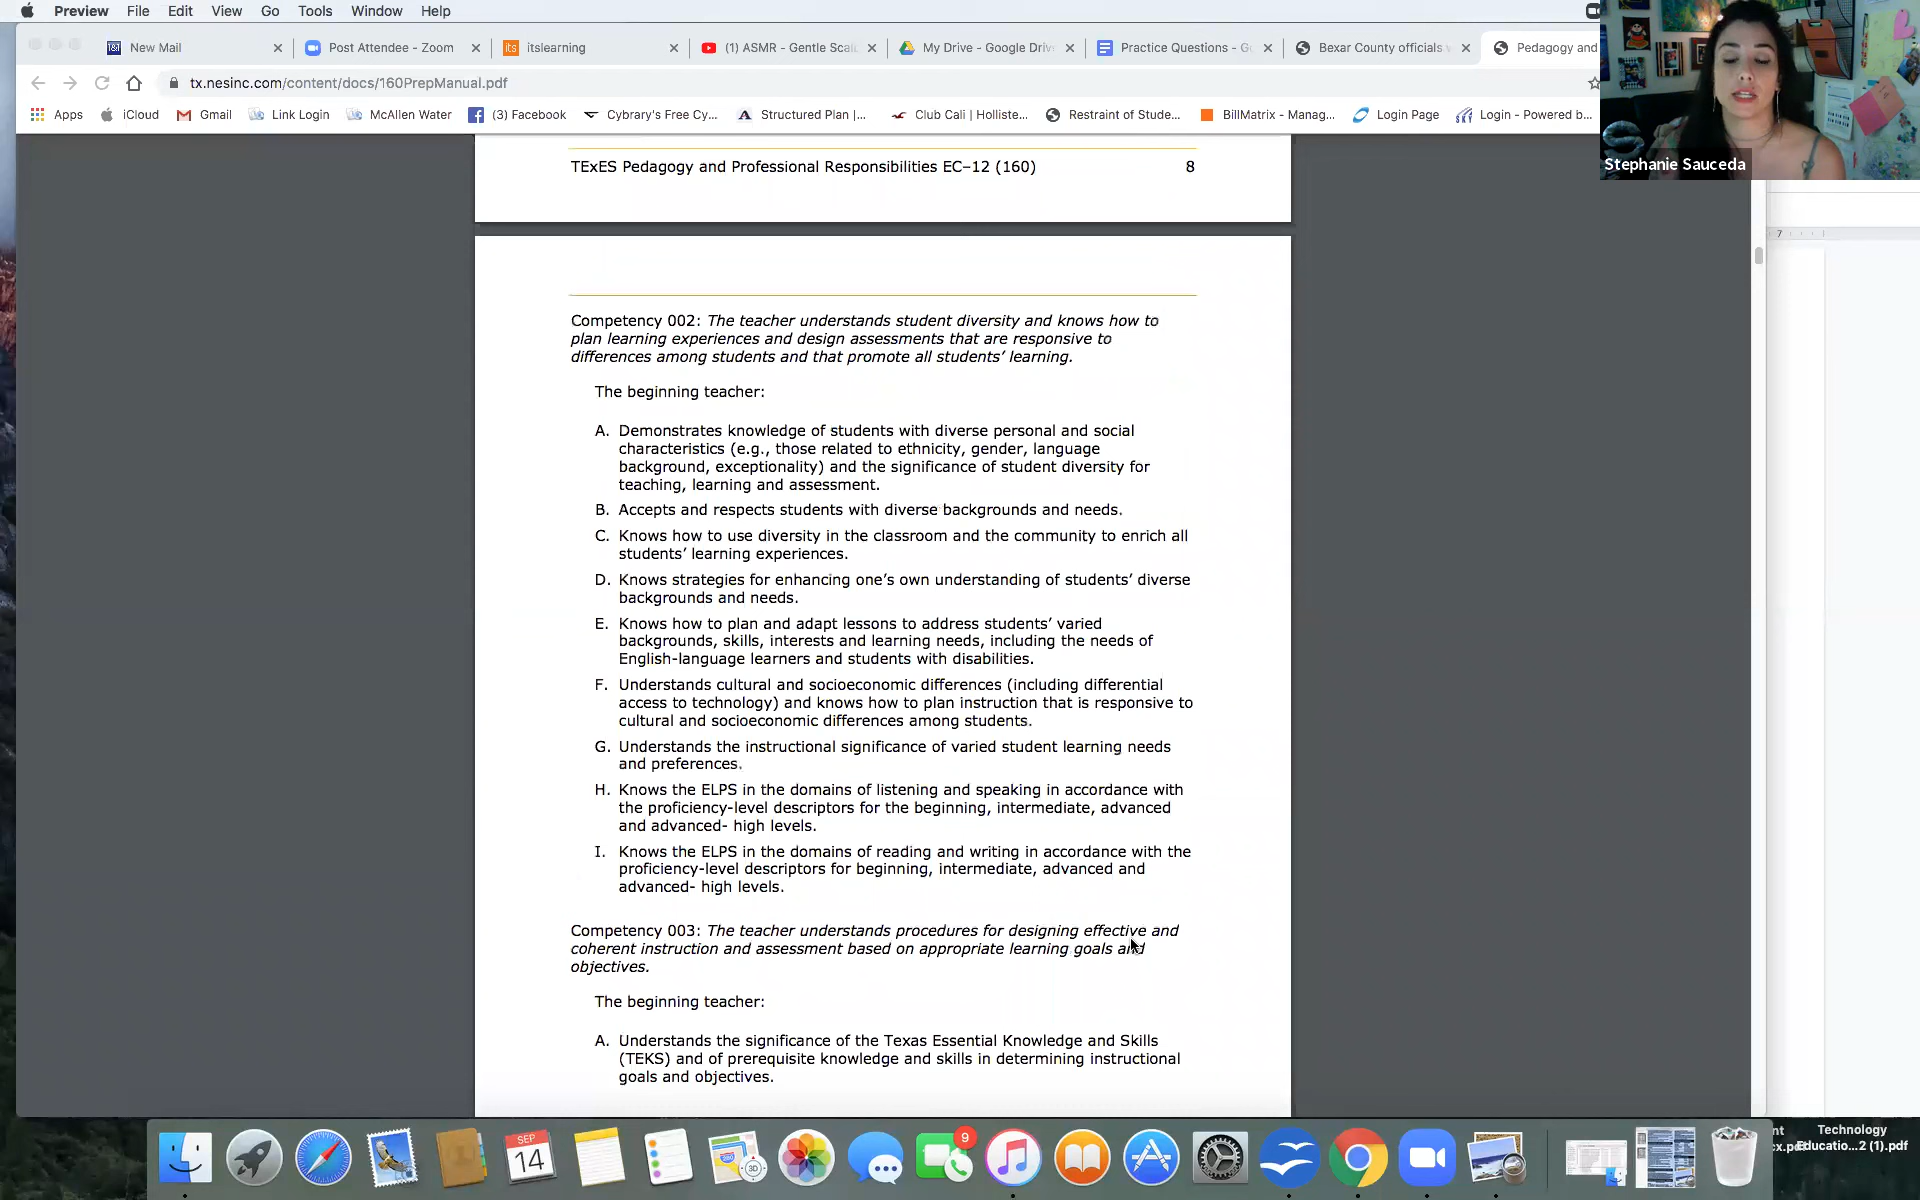 Preview File Edit View Go Tools Window Help
New Mail
Post Attendee - Zoom
itslearning
(1) ASMR - Gentle Scal
My Drive - Google Driv
Practice Questions - G
Bexar County officials
Pedagogy and
tx.nesinc.com/content/docs/160PrepManual.pdf
Apps iCloud Gmail Link Login McAllen Water (3) Facebook Cybrary's Free Cy... Structured Plan |... Club Cali | Holliste... Restraint of Stude... BillMatrix - Manag... Login Page Login - Powered b...
Stephanie Sauceda
TExES Pedagogy and Professional Responsibilities EC–12 (160) 8
7
Competency 002: The teacher understands student diversity and knows how to
plan learning experiences and design assessments that are responsive to
differences among students and that promote all students’ learning.
The beginning teacher:
A. Demonstrates knowledge of students with diverse personal and social
characteristics (e.g., those related to ethnicity, gender, language
background, exceptionality) and the significance of student diversity for
teaching, learning and assessment.
B. Accepts and respects students with diverse backgrounds and needs.
C. Knows how to use diversity in the classroom and the community to enrich all
students’ learning experiences.
D. Knows strategies for enhancing one’s own understanding of students’ diverse
backgrounds and needs.
E. Knows how to plan and adapt lessons to address students’ varied
backgrounds, skills, interests and learning needs, including the needs of
English-language learners and students with disabilities.
F. Understands cultural and socioeconomic differences (including differential
access to technology) and knows how to plan instruction that is responsive to
cultural and socioeconomic differences among students.
G. Understands the instructional significance of varied student learning needs
and preferences.
H. Knows the ELPS in the domains of listening and speaking in accordance with
the proficiency-level descriptors for the beginning, intermediate, advanced
and advanced- high levels.
I. Knows the ELPS in the domains of reading and writing in accordance with the
proficiency-level descriptors for beginning, intermediate, advanced and
advanced- high levels.
Competency 003: The teacher understands procedures for designing effective and
coherent instruction and assessment based on appropriate learning goals and
objectives.
The beginning teacher:
A. Understands the significance of the Texas Essential Knowledge and Skills
(TEKS) and of prerequisite knowledge and skills in determining instructional
goals and objectives.
SEP
14
9
nt Technology
Educatio...2 (1).pdf